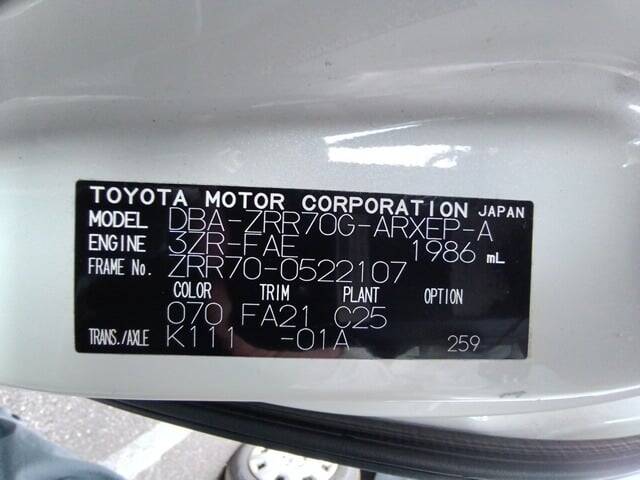 TOYOTA MOTOR CORPORATION JAPAN
MODEL DBA-ZRR70G-ARXEP-A
ENGINE 3ZR-FAE 1986 mL
FRAME No. ZRR70-0522107
COLOR TRIM PLANT OPTION
070 FA21 C25
TRANS./AXLE K111 -01A 259